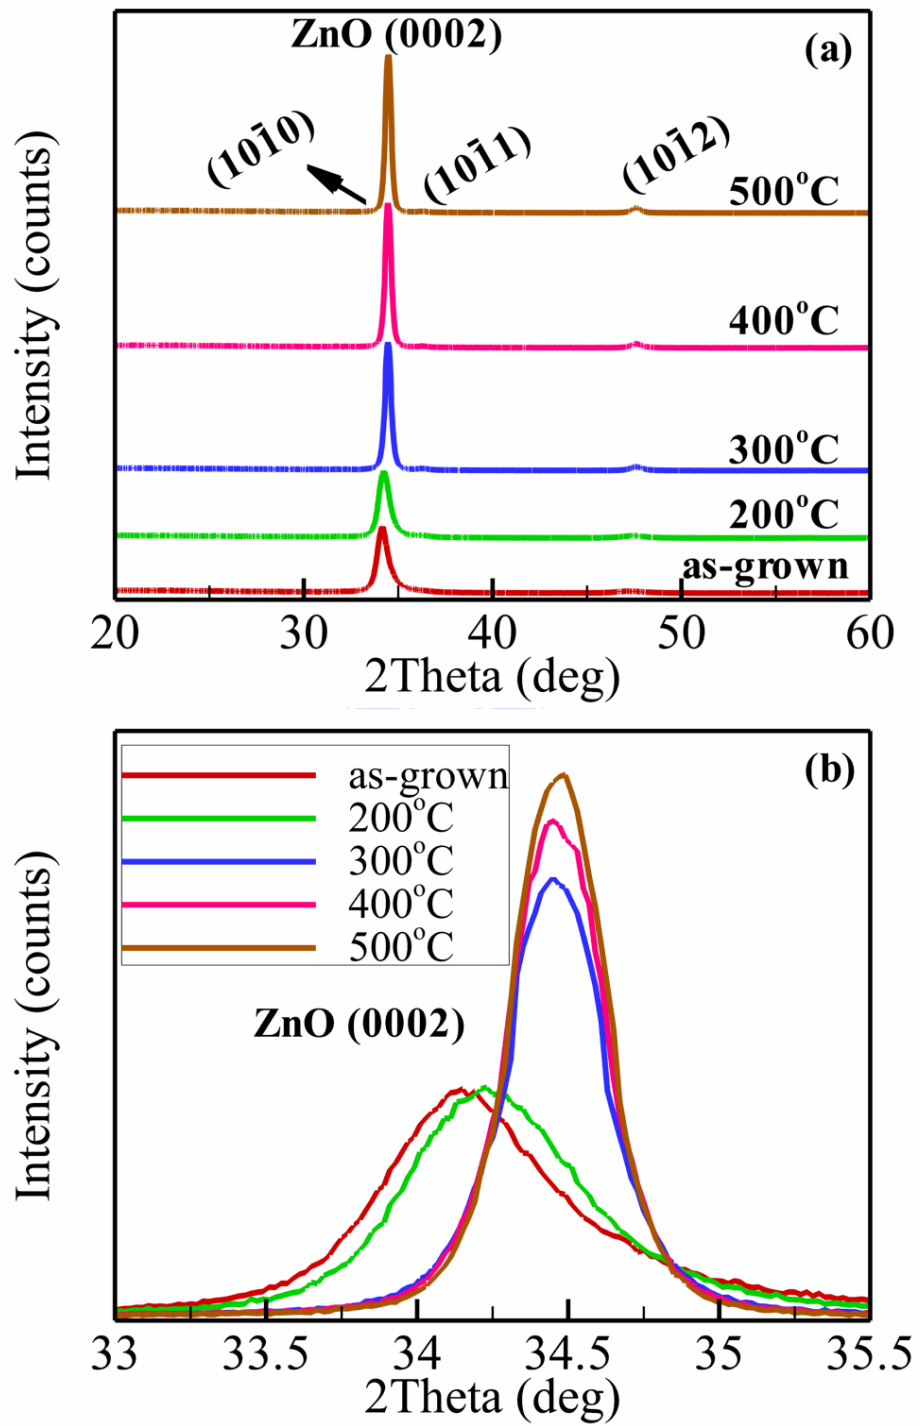 ZnO (0002)
(a)
(101̄0)
(101̄1)
(101̄2)
500°C
400°C
300°C
200°C
as-grown
Intensity (counts)
20 30 40 50 60
2Theta (deg)
(b)
as-grown
200°C
300°C
400°C
500°C
ZnO (0002)
Intensity (counts)
33 33.5 34 34.5 35 35.5
2Theta (deg)